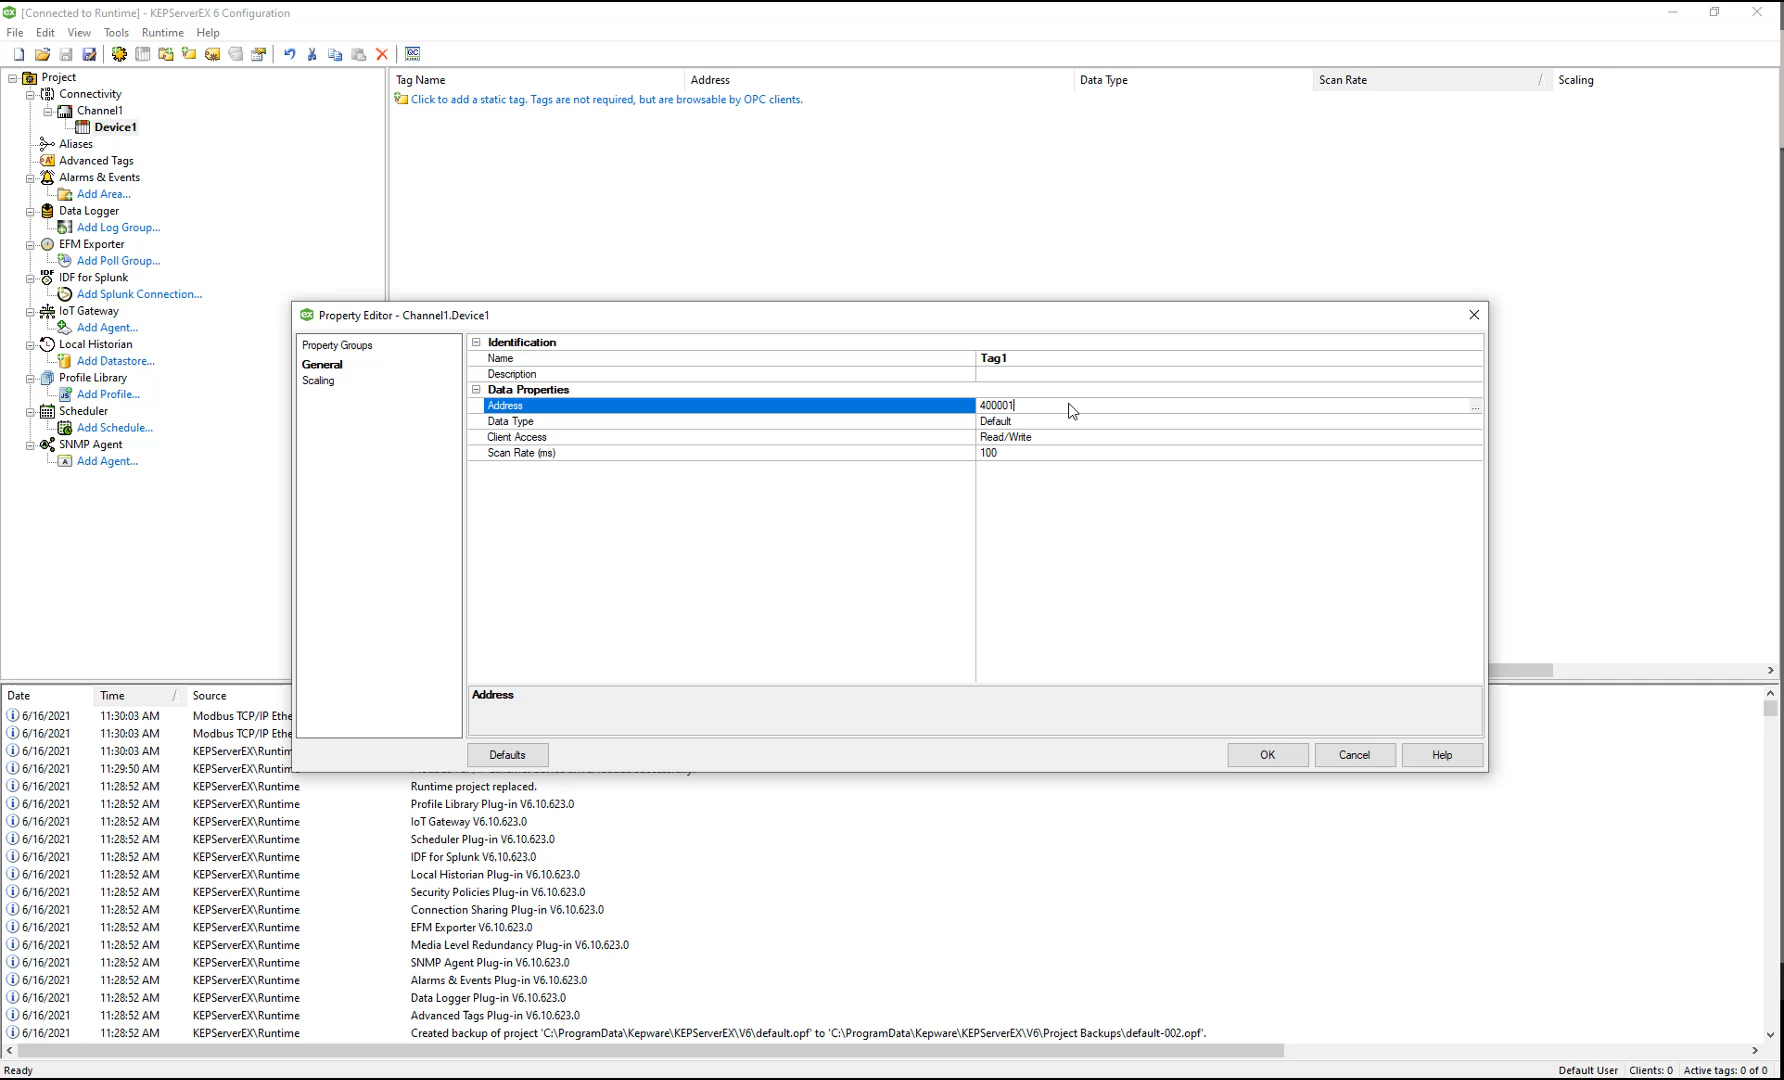 [Connected to Runtime] - KEPServerEX 6 Configuration
File Edit View Tools Runtime Help
Project
Connectivity
Channel1
Device1
Aliases
Advanced Tags
Alarms & Events
Add Area...
Data Logger
Add Log Group...
EFM Exporter
Add Poll Group...
IDF for Splunk
Add Splunk Connection...
IoT Gateway
Add Agent...
Local Historian
Add Datastore...
Profile Library
Add Profile...
Scheduler
Add Schedule...
SNMP Agent
Add Agent...
Tag Name Address Data Type Scan Rate Scaling
Click to add a static tag. Tags are not required, but are browsable by OPC clients.
Property Editor - Channel1.Device1
Property Groups
General
Scaling
Identification
Name Tag1
Description
Data Properties
Address 400001
Data Type Default
Client Access Read/Write
Scan Rate (ms) 100
Address
Defaults OK Cancel Help
Date Time Source
6/16/2021 11:30:03 AM Modbus TCP/IP Ethe
6/16/2021 11:30:03 AM Modbus TCP/IP Ethe
6/16/2021 11:30:03 AM KEPServerEX\Runtim
6/16/2021 11:29:50 AM KEPServerEX\Runtim
6/16/2021 11:28:52 AM KEPServerEX\Runtime Runtime project replaced.
6/16/2021 11:28:52 AM KEPServerEX\Runtime Profile Library Plug-in V6.10.623.0
6/16/2021 11:28:52 AM KEPServerEX\Runtime IoT Gateway V6.10.623.0
6/16/2021 11:28:52 AM KEPServerEX\Runtime Scheduler Plug-in V6.10.623.0
6/16/2021 11:28:52 AM KEPServerEX\Runtime IDF for Splunk V6.10.623.0
6/16/2021 11:28:52 AM KEPServerEX\Runtime Local Historian Plug-in V6.10.623.0
6/16/2021 11:28:52 AM KEPServerEX\Runtime Security Policies Plug-in V6.10.623.0
6/16/2021 11:28:52 AM KEPServerEX\Runtime Connection Sharing Plug-in V6.10.623.0
6/16/2021 11:28:52 AM KEPServerEX\Runtime EFM Exporter V6.10.623.0
6/16/2021 11:28:52 AM KEPServerEX\Runtime Media Level Redundancy Plug-in V6.10.623.0
6/16/2021 11:28:52 AM KEPServerEX\Runtime SNMP Agent Plug-in V6.10.623.0
6/16/2021 11:28:52 AM KEPServerEX\Runtime Alarms & Events Plug-in V6.10.623.0
6/16/2021 11:28:52 AM KEPServerEX\Runtime Data Logger Plug-in V6.10.623.0
6/16/2021 11:28:52 AM KEPServerEX\Runtime Advanced Tags Plug-in V6.10.623.0
6/16/2021 11:28:52 AM KEPServerEX\Runtime Created backup of project 'C:\ProgramData\Kepware\KEPServerEX\V6\default.opf' to 'C:\ProgramData\Kepware\KEPServerEX\V6\Project Backups\default-002.opf'.
Ready Default User Clients: 0 Active tags: 0 of 0